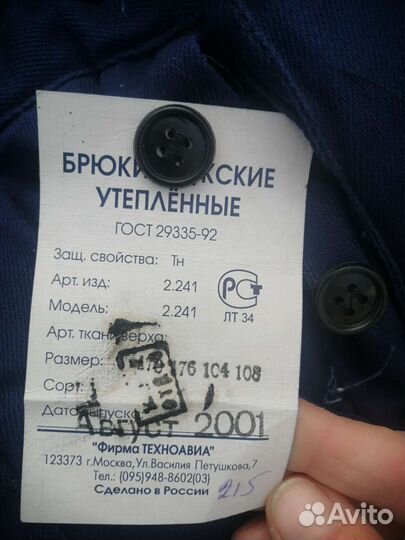 БРЮКИ МУЖСКИЕ
УТЕПЛЁННЫЕ
ГОСТ 29335-92
Защ. свойства: Тн
Арт. изд: 2.241
Модель: 2.241
РСТ
ЛТ 34
Арт. ткани верха:
Размер: 170 176 104 108
Сорт:
Дата выпуска:
Август 2001
"Фирма ТЕХНОАВИА"
123373 г.Москва,Ул.Василия Петушкова,7
Тел.: (095)948-8602(03)
Сделано в России
215
Avito